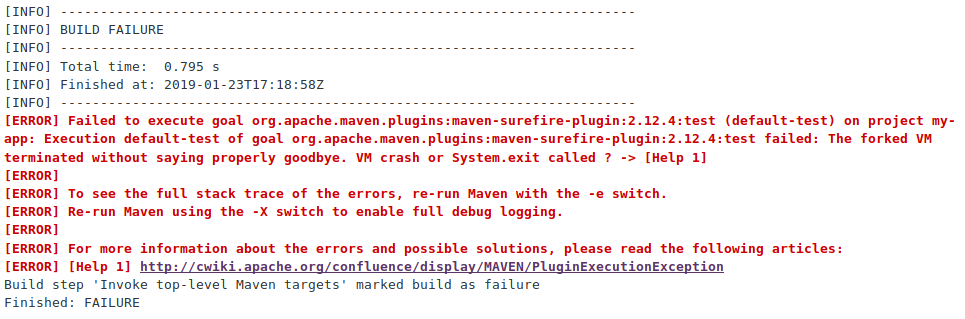 [INFO] ------------------------------------------------------------------------
[INFO] BUILD FAILURE
[INFO] ------------------------------------------------------------------------
[INFO] Total time:  0.795 s
[INFO] Finished at: 2019-01-23T17:18:58Z
[INFO] ------------------------------------------------------------------------
[ERROR] Failed to execute goal org.apache.maven.plugins:maven-surefire-plugin:2.12.4:test (default-test) on project my-
app: Execution default-test of goal org.apache.maven.plugins:maven-surefire-plugin:2.12.4:test failed: The forked VM
terminated without saying properly goodbye. VM crash or System.exit called ? -> [Help 1]
[ERROR]
[ERROR] To see the full stack trace of the errors, re-run Maven with the -e switch.
[ERROR] Re-run Maven using the -X switch to enable full debug logging.
[ERROR]
[ERROR] For more information about the errors and possible solutions, please read the following articles:
[ERROR] [Help 1] http://cwiki.apache.org/confluence/display/MAVEN/PluginExecutionException
Build step 'Invoke top-level Maven targets' marked build as failure
Finished: FAILURE